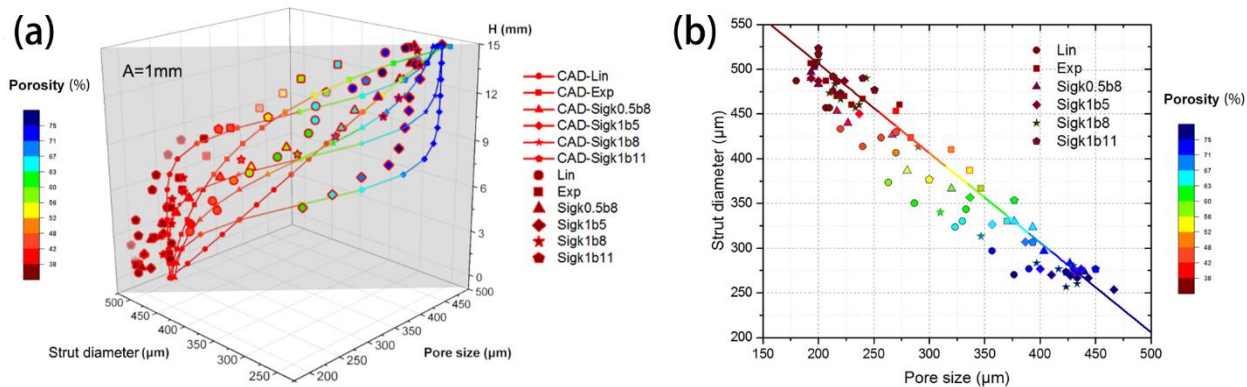 (a)
H (mm)
15
12
9
6
3
0
A=1mm
Porosity (%)
76
71
67
63
60
56
52
48
42
38
CAD-Lin
CAD-Exp
CAD-Sigk0.5b8
CAD-Sigk1b5
CAD-Sigk1b8
CAD-Sigk1b11
Lin
Exp
Sigk0.5b8
Sigk1b5
Sigk1b8
Sigk1b11
500
450
400
350
300
250
Strut diameter (μm)
200
250
300
350
400
450
500
Pore size (μm)
(b)
550
500
450
400
350
300
250
200
Strut diameter (μm)
150
200
250
300
350
400
450
500
Pore size (μm)
Lin
Exp
Sigk0.5b8
Sigk1b5
Sigk1b8
Sigk1b11
Porosity (%)
76
71
67
63
60
56
52
48
42
38